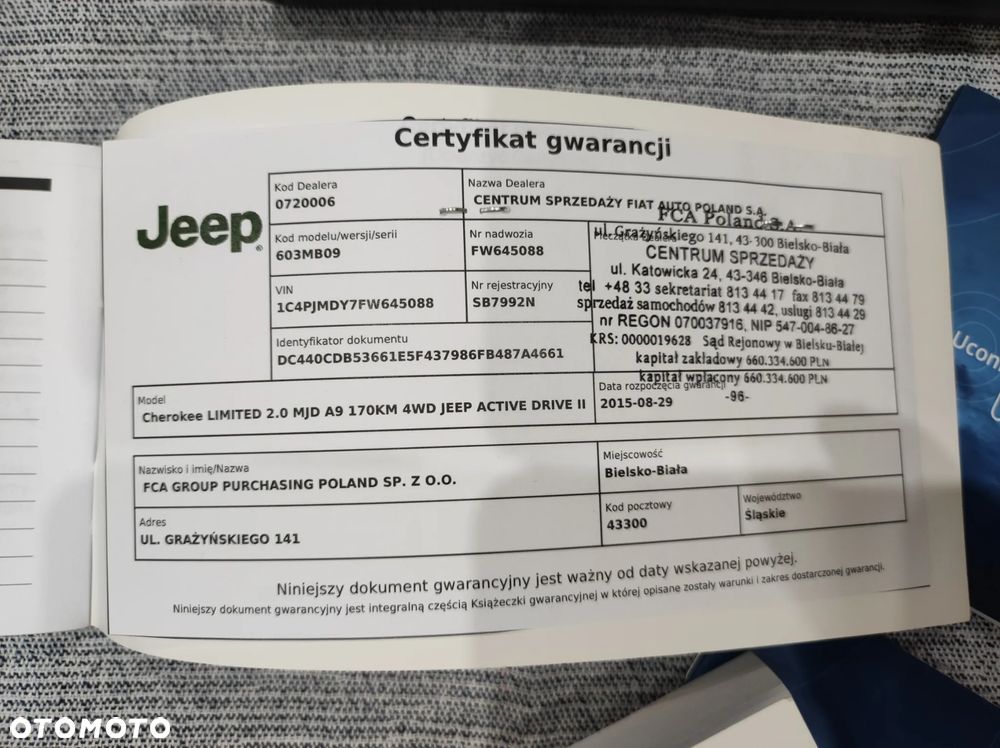 Certyfikat gwarancji
Jeep
Kod Dealera
0720006
Nazwa Dealera
CENTRUM SPRZEDAŻY FIAT AUTO POLAND S.A.
Kod modelu/wersji/serii
603MB09
Nr nadwozia
FW645088
VIN
1C4PJMDY7FW645088
Nr rejestracyjny
SB7992N
Identyfikator dokumentu
DC440CDB53661E5F437986FB487A4661
Pieczątka Dealera
FCA Poland S.A.
ul. Grażyńskiego 141, 43-300 Bielsko-Biała
CENTRUM SPRZEDAŻY
ul. Katowicka 24, 43-346 Bielsko-Biała
tel +48 33 sekretariat 813 44 17 fax 813 44 79
sprzedaż samochodów 813 44 42, usługi 813 44 29
nr REGON 070037916, NIP 547-004-86-27
KRS: 0000019628 Sąd Rejonowy w Bielsku-Białej
kapitał zakładowy 660.334.600 PLN
kapitał wpłacony 660.334.600 PLN
-96-
Model
Cherokee LIMITED 2.0 MJD A9 170KM 4WD JEEP ACTIVE DRIVE II
Data rozpoczęcia gwarancji
2015-08-29
Nazwisko i imię/Nazwa
FCA GROUP PURCHASING POLAND SP. Z O.O.
Miejscowość
Bielsko-Biała
Adres
UL. GRAŻYŃSKIEGO 141
Kod pocztowy
43300
Województwo
Śląskie
Niniejszy dokument gwarancyjny jest ważny od daty wskazanej powyżej.
Niniejszy dokument gwarancyjny jest integralną częścią Książeczki gwarancyjnej w której opisane zostały warunki i zakres dostarczonej gwarancji.
OTOMOTO